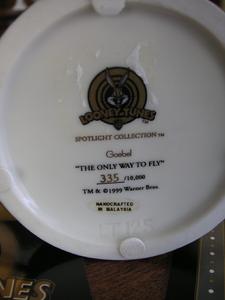 LOONEY TUNES
SPOTLIGHT COLLECTION™
Goebel
"THE ONLY WAY TO FLY"
335/10,000
TM & ©1999 Warner Bros.
HANDCRAFTED
IN MALAYSIA
LT125
NES